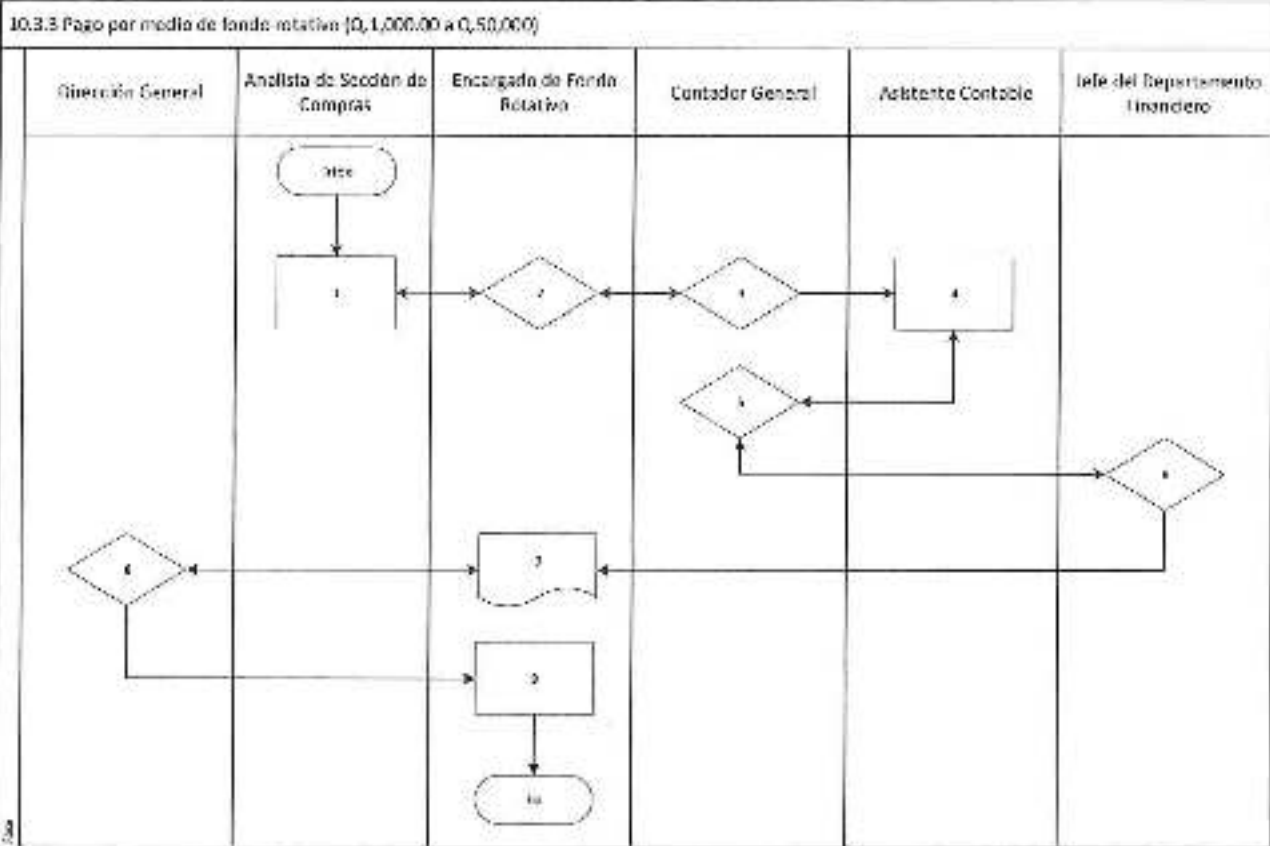 10.3.3 Pago por medio de fondo rotativo (Q.1,000.00 a Q.50,000)
Dirección General
Analista de Sección de
Compras
Encargado de Fondo
Rotativo
Contador General
Asistente Contable
Jefe del Departamento
Financiero
Inicio
1
2
3
4
5
6
7
8
9
Fin
Fase